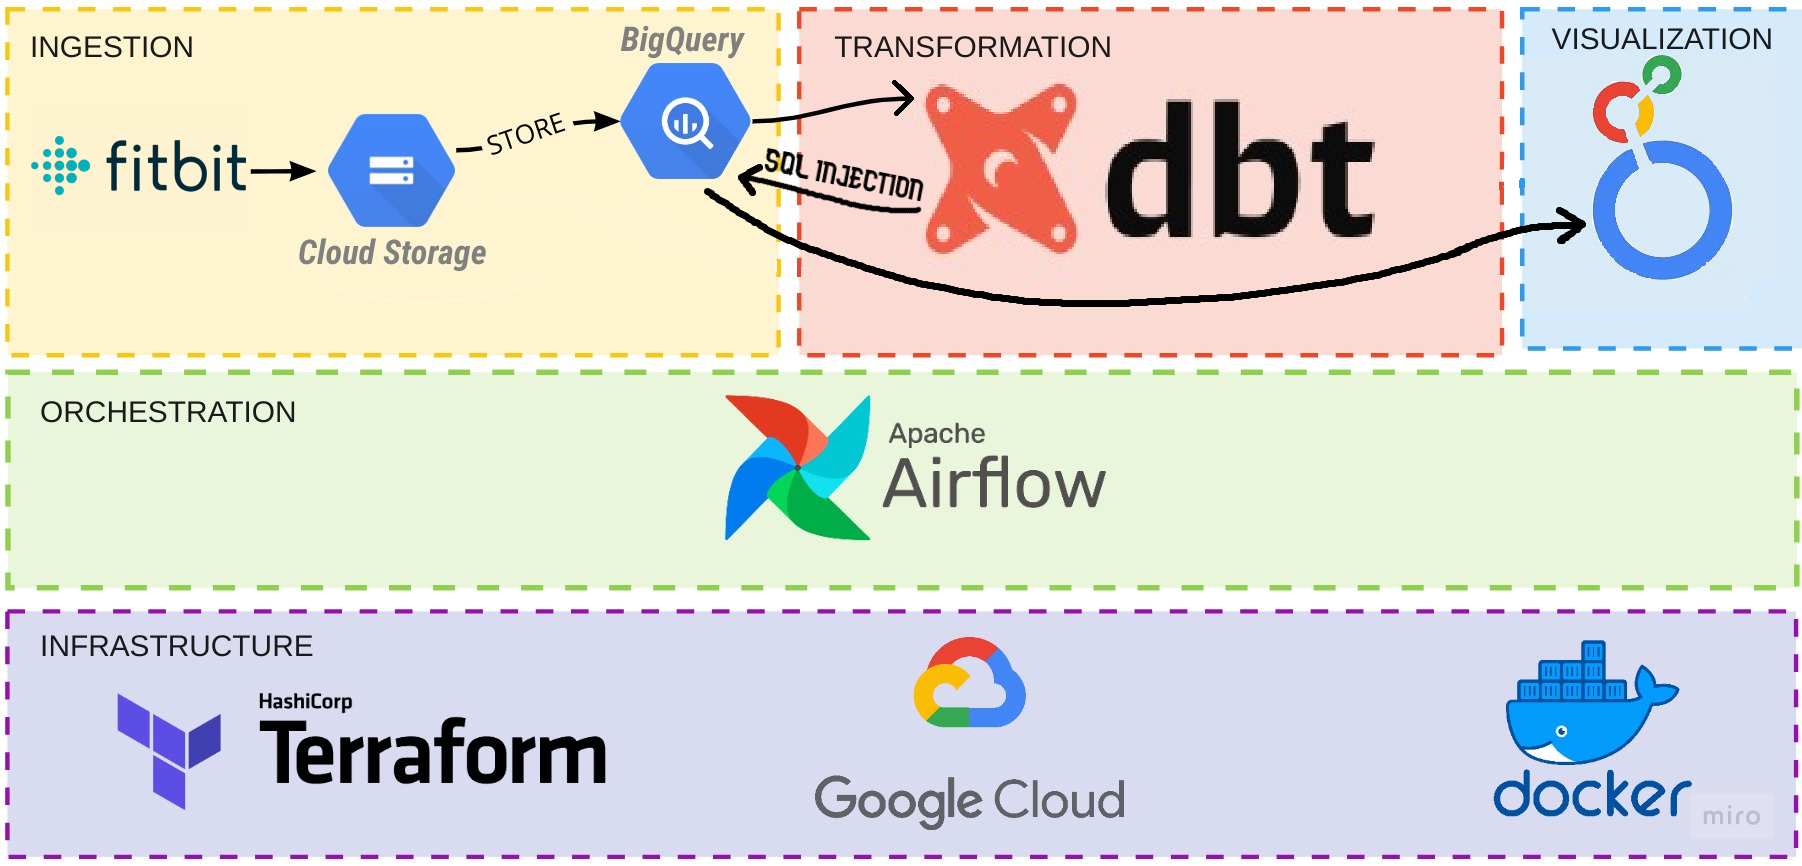 INGESTION
BigQuery
TRANSFORMATION
VISUALIZATION
fitbit
STORE
SQL INJECTION
dbt
Cloud Storage
ORCHESTRATION
Apache
Airflow
INFRASTRUCTURE
HashiCorp
Terraform
Google Cloud
docker
miro